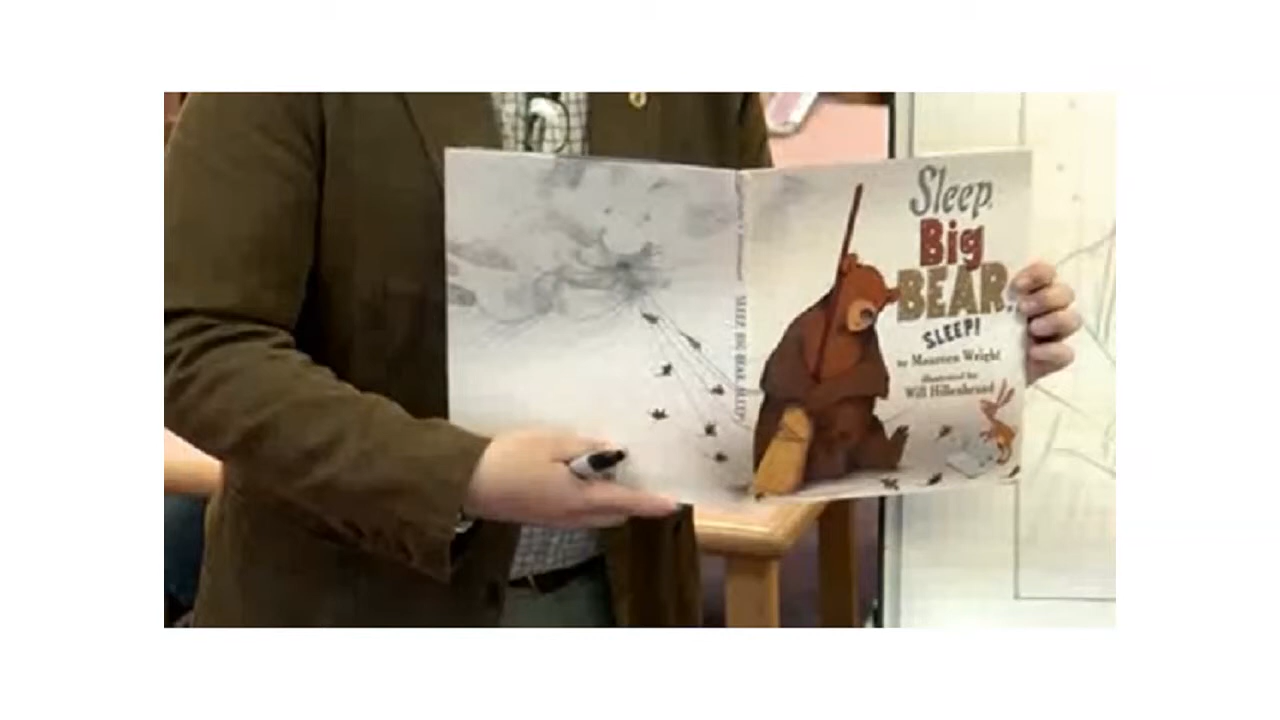 Sleep,
Big
BEAR,
SLEEP!
by Maureen Wright
illustrated by
Will Hillenbrand
SLEEP, BIG BEAR, SLEEP!